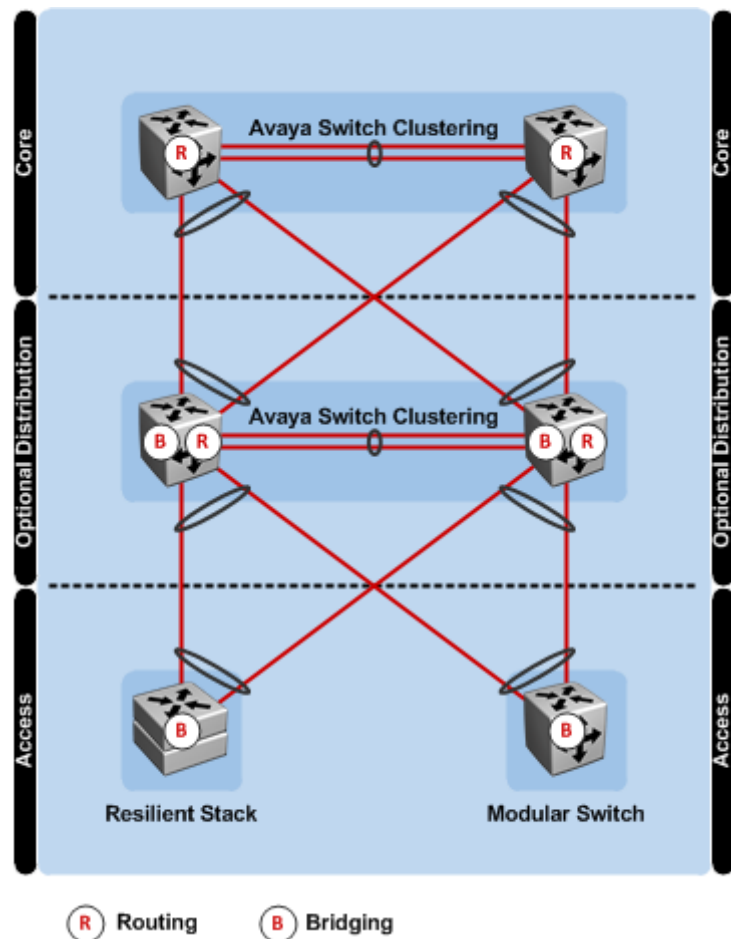 Core
Core
Avaya Switch Clustering
R
R
Optional Distribution
Optional Distribution
Avaya Switch Clustering
B R
B R
Access
Access
B
B
Resilient Stack
Modular Switch
R Routing
B Bridging